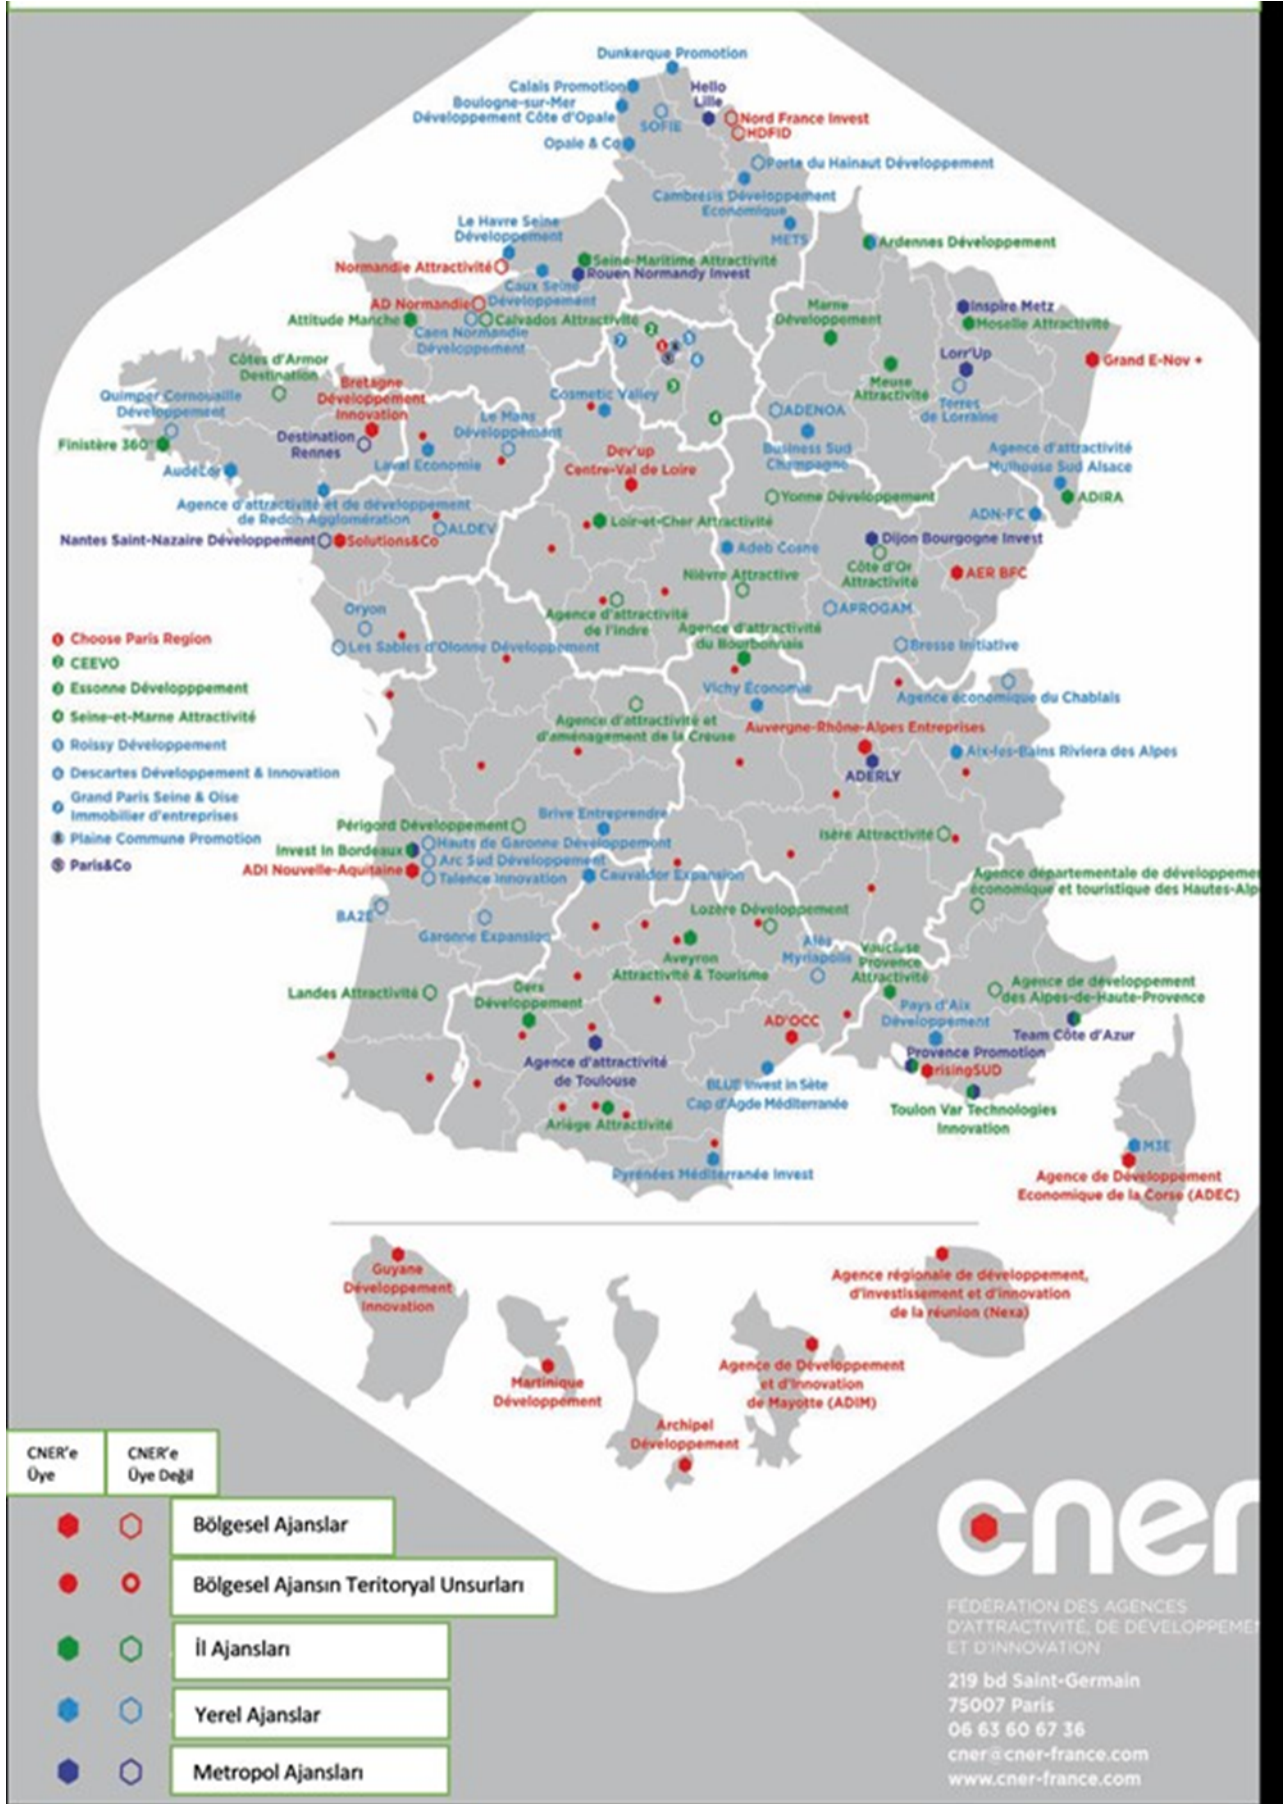 Dunkerque Promotion
Calais Promotion
Boulogne-sur-Mer
Développement Côte d'Opale
Hello
Lille
SOFIE
Nord France Invest
HDFID
Opale & Co
Porte du Hainaut Développement
Cambrésis Développement
Economique
METS
Le Havre Seine
Développement
Ardennes Développement
Seine-Maritime Attractivité
Normandie Attractivité
Rouen Normandy Invest
Caux Seine
Développement
AD Normandie
Attitude Manche
Calvados Attractivité
Caen Normandie
Développement
Marne
Développement
Inspire Metz
Moselle Attractivité
Lorr'Up
Grand E-Nov +
Meuse
Attractivité
Terres
de Lorraine
Côtes d'Armor
Destination
Bretagne
Développement
Innovation
Quimper Cornouaille
Développement
Cosmetic Valley
Le Mans
Développement
ADENOA
Business Sud
Champagne
Finistère 360°
Destination
Rennes
Laval Economie
Audélor
Dev'up
Centre-Val de Loire
Agence d'attractivité
Mulhouse Sud Alsace
ADIRA
Agence d'attractivité et de développement
de Redon Agglomération
Yonne Développement
ADN-FC
ALDEV
Loir-et-Cher Attractivité
Nantes Saint-Nazaire Développement
Solutions&Co
Dijon Bourgogne Invest
Adeb Cosne
Côte d'Or
Attractivité
AER BFC
Nièvre Attractive
Oryon
Agence d'attractivité
de l'Indre
APROGAM
Agence d'attractivité
du Bourbonnais
Les Sables d'Olonne Développement
Bresse Initiative
1 Choose Paris Region
2 CEEVO
3 Essonne Développpement
4 Seine-et-Marne Attractivité
5 Roissy Développement
6 Descartes Développement & Innovation
7 Grand Paris Seine & Oise
Immobilier d'entreprises
8 Plaine Commune Promotion
9 Paris&Co
Vichy Économie
Agence économique du Chablais
Agence d'attractivité et
d'aménagement de la Creuse
Auvergne-Rhône-Alpes Entreprises
Aix-les-Bains Riviera des Alpes
ADERLY
Brive Entreprendre
Périgord Développement
Isère Attractivité
Hauts de Garonne Développement
Invest In Bordeaux
Arc Sud Développement
ADI Nouvelle-Aquitaine
Talence Innovation
Cauvaldor Expansion
Agence départementale de développemen
économique et touristique des Hautes-Alp
BA2E
Garonne Expansion
Lozère Développement
Aveyron
Attractivité & Tourisme
Alès
Myriapolis
Vaucluse
Provence
Attractivité
Landes Attractivité
Gers
Développement
Agence de développement
des Alpes-de-Haute-Provence
Pays d'Aix
Développement
AD'OCC
Team Côte d'Azur
Agence d'attractivité
de Toulouse
Provence Promotion
risingSUD
BLUE Invest in Sète
Cap d'Agde Méditerranée
Toulon Var Technologies
Innovation
Ariège Attractivité
Pyrénées Méditerranée Invest
M3E
Agence de Développement
Economique de la Corse (ADEC)
Guyane
Développement
Innovation
Martinique
Développement
Archipel
Développement
Agence de Développement
et d'Innovation
de Mayotte (ADIM)
Agence régionale de développement,
d'investissement et d'innovation
de la réunion (Nexa)
CNER'e
Üye
CNER'e
Üye Değil
Bölgesel Ajanslar
Bölgesel Ajansın Teritoryal Unsurları
İl Ajansları
Yerel Ajanslar
Metropol Ajansları
cner
FÉDÉRATION DES AGENCES
D'ATTRACTIVITÉ, DE DÉVELOPPEMEN
ET D'INNOVATION
219 bd Saint-Germain
75007 Paris
06 63 60 67 36
cner@cner-france.com
www.cner-france.com